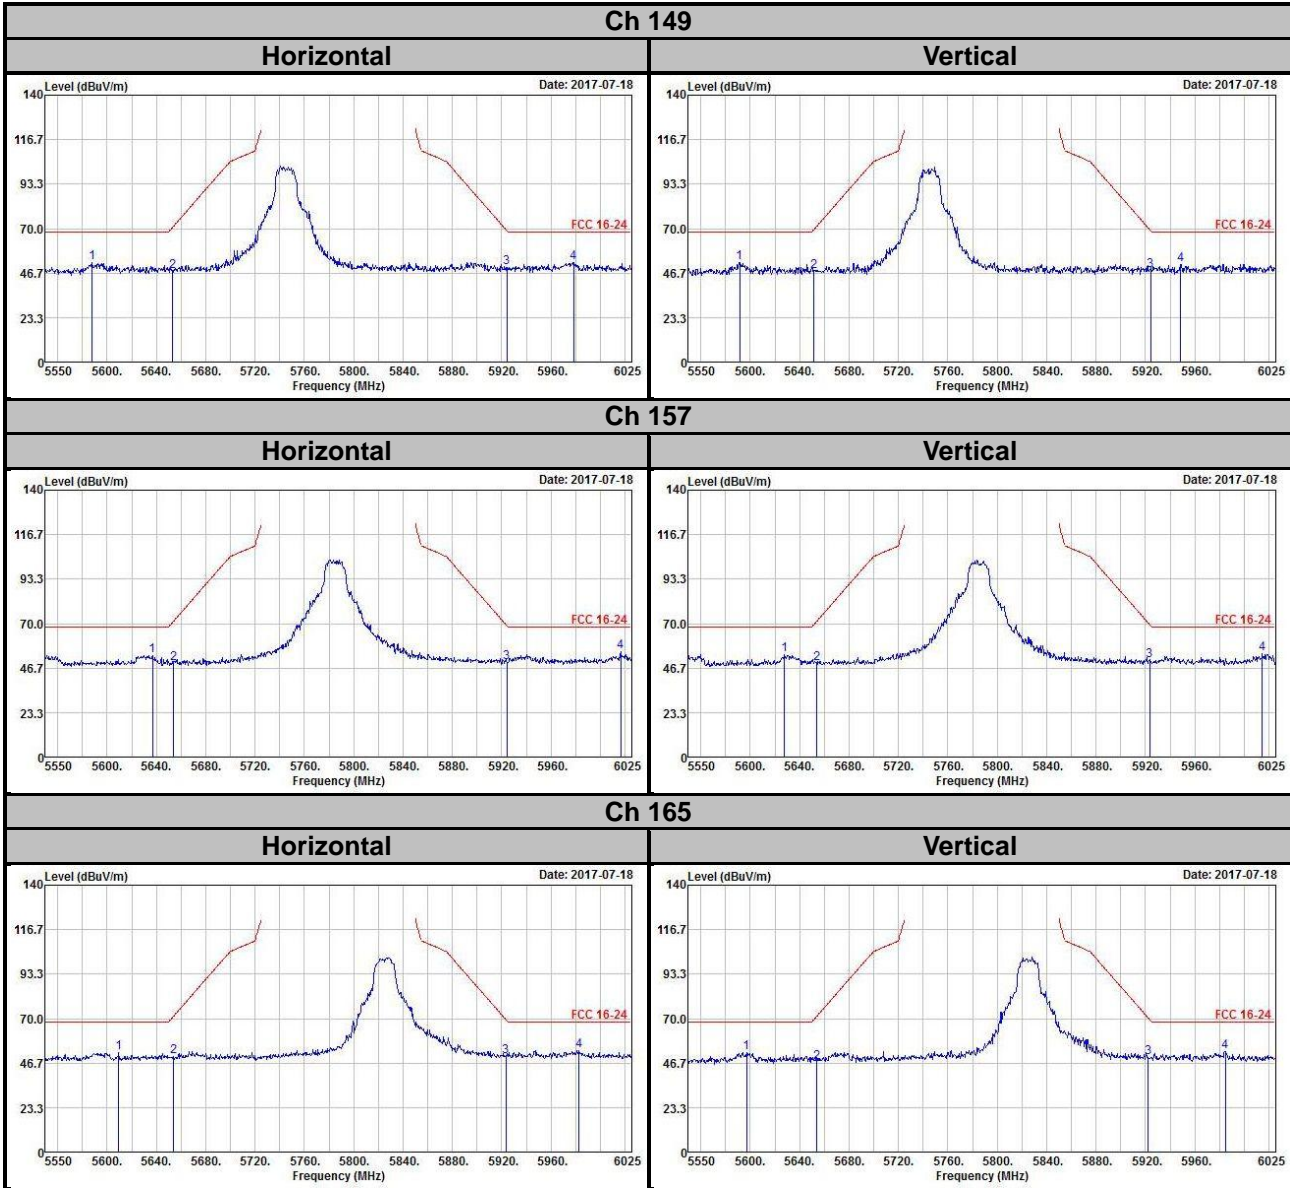 Ch 149
Horizontal Vertical
Level (dBuV/m) Date: 2017-07-18 Level (dBuV/m) Date: 2017-07-18
140 140
116.7 116.7
93.3 93.3
70.0 FCC 16-24 70.0 FCC 16-24
1 2 3 4 1 2 3 4
46.7 46.7
23.3 23.3
0 0
5550 5600. 5640. 5680. 5720. 5760. 5800. 5840. 5880. 5920. 5960. 6025 5550 5600. 5640. 5680. 5720. 5760. 5800. 5840. 5880. 5920. 5960. 6025
Frequency (MHz) Frequency (MHz)
Ch 157
Horizontal Vertical
Level (dBuV/m) Date: 2017-07-18 Level (dBuV/m) Date: 2017-07-18
140 140
116.7 116.7
93.3 93.3
70.0 FCC 16-24 70.0 FCC 16-24
1 2 3 4 1 2 3 4
46.7 46.7
23.3 23.3
0 0
5550 5600. 5640. 5680. 5720. 5760. 5800. 5840. 5880. 5920. 5960. 6025 5550 5600. 5640. 5680. 5720. 5760. 5800. 5840. 5880. 5920. 5960. 6025
Frequency (MHz) Frequency (MHz)
Ch 165
Horizontal Vertical
Level (dBuV/m) Date: 2017-07-18 Level (dBuV/m) Date: 2017-07-18
140 140
116.7 116.7
93.3 93.3
70.0 FCC 16-24 70.0 FCC 16-24
1 2 3 4 1 2 3 4
46.7 46.7
23.3 23.3
0 0
5550 5600. 5640. 5680. 5720. 5760. 5800. 5840. 5880. 5920. 5960. 6025 5550 5600. 5640. 5680. 5720. 5760. 5800. 5840. 5880. 5920. 5960. 6025
Frequency (MHz) Frequency (MHz)